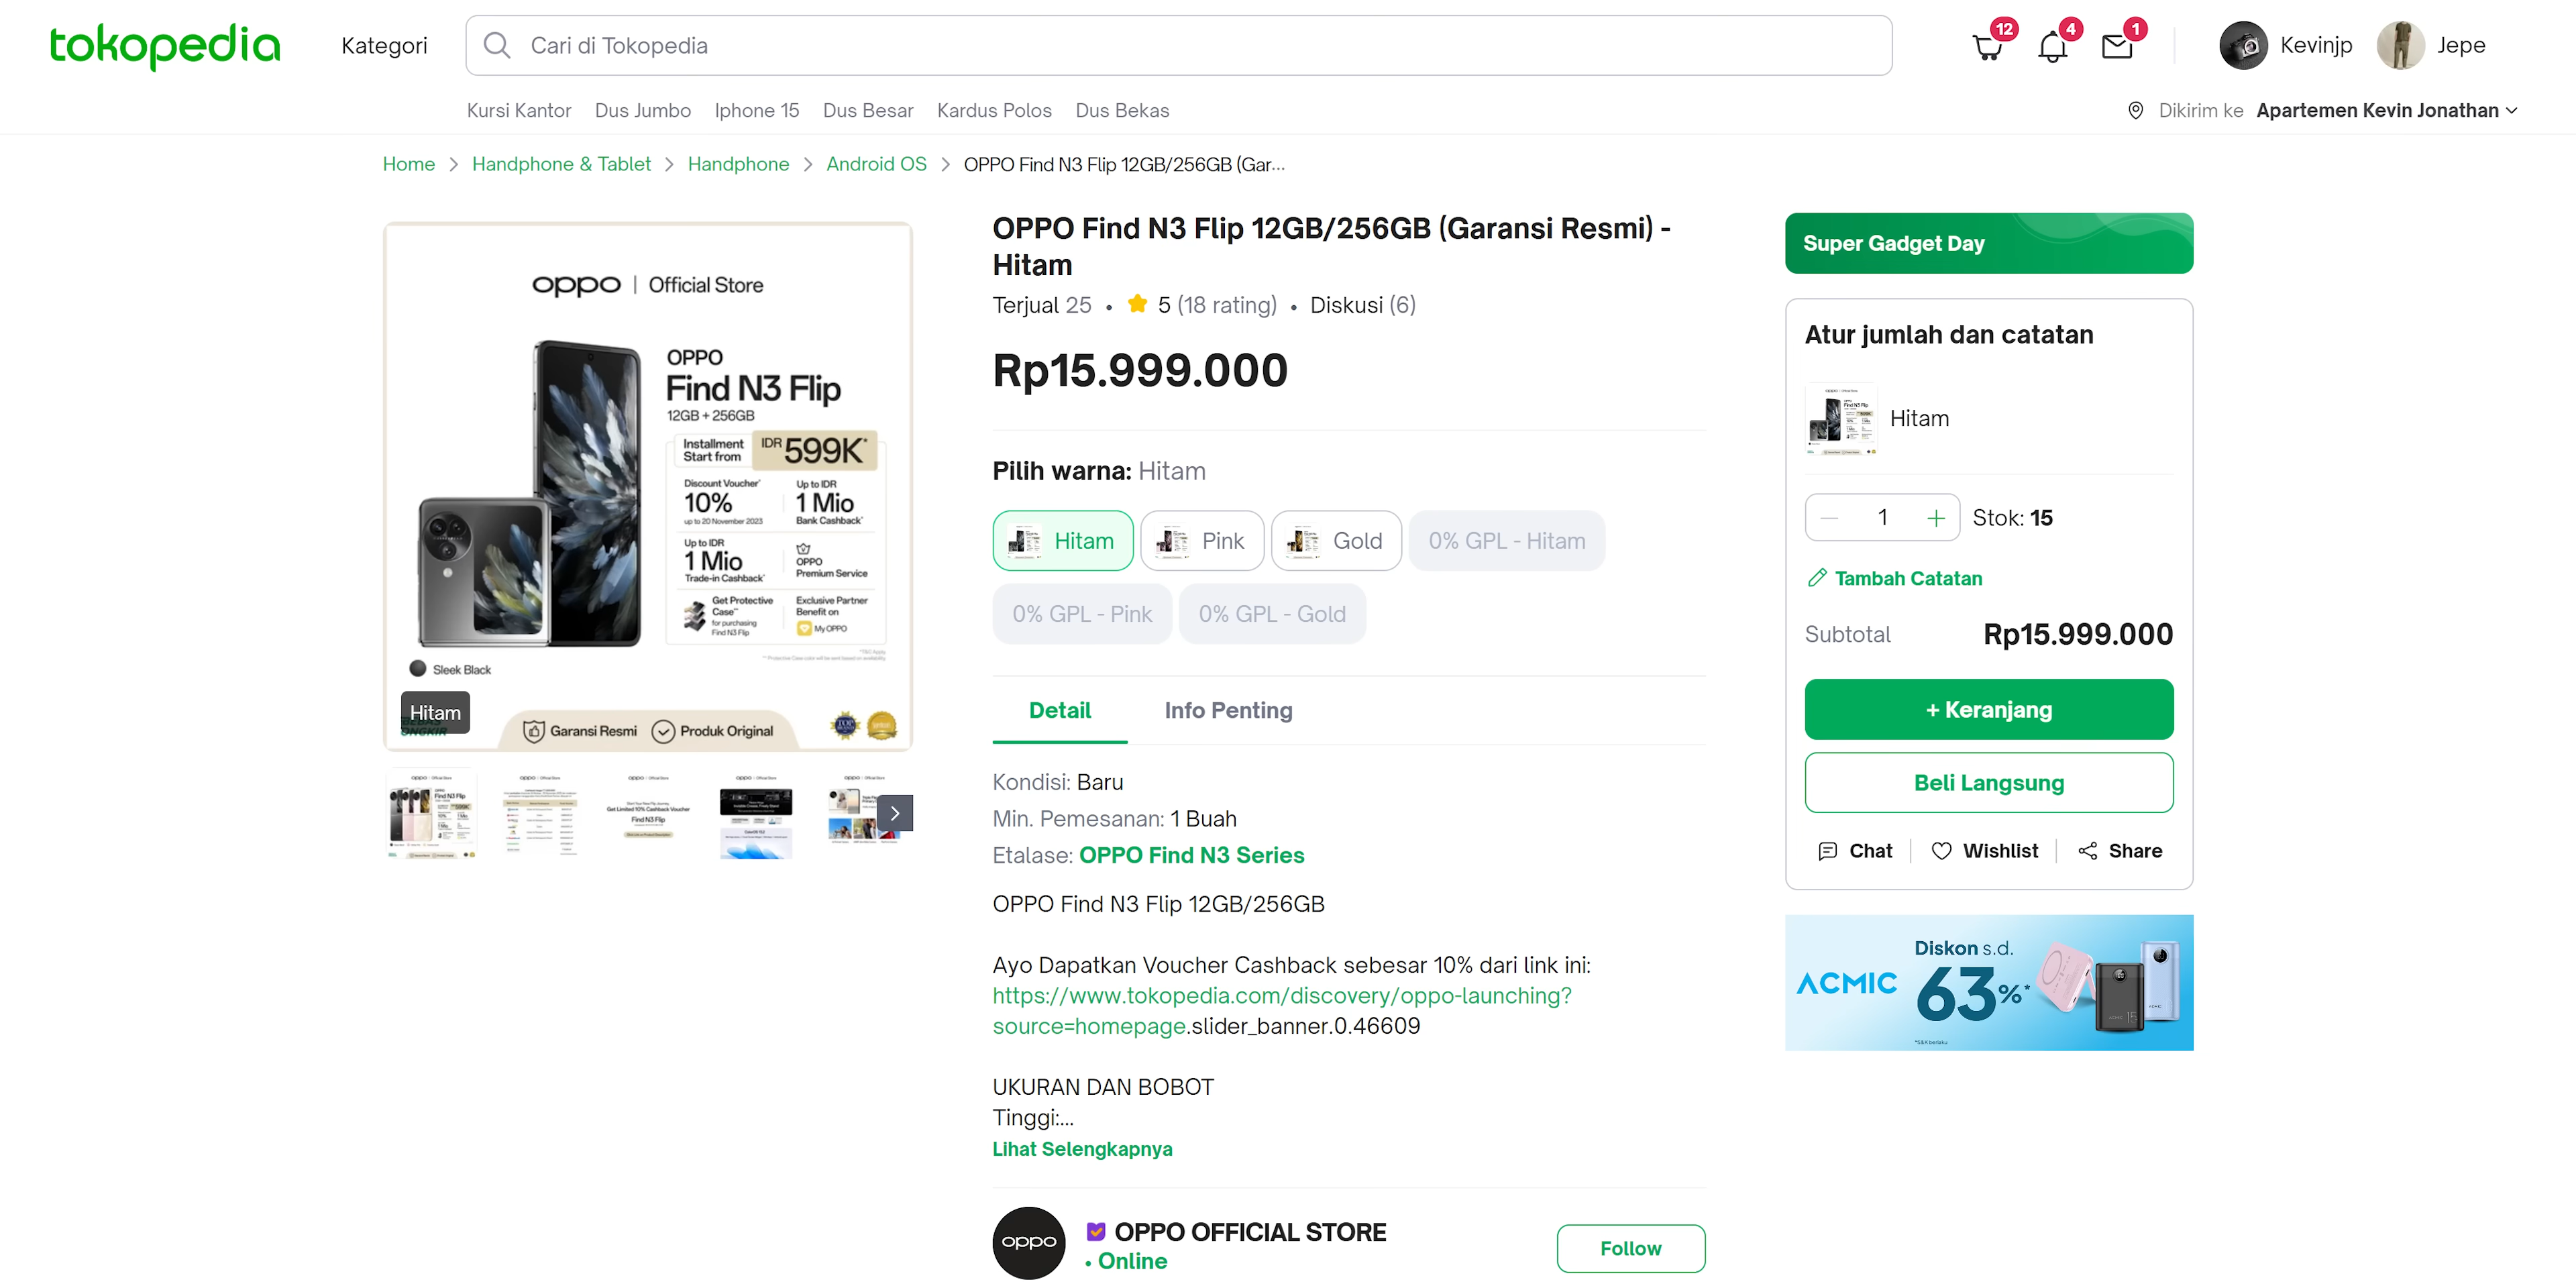 tokopedia
Kategori
Cari di Tokopedia
12
4
1
Kevinjp
Jepe
Kursi Kantor
Dus Jumbo
Iphone 15
Dus Besar
Kardus Polos
Dus Bekas
Dikirim ke Apartemen Kevin Jonathan
Home
Handphone & Tablet
Handphone
Android OS
OPPO Find N3 Flip 12GB/256GB (Gar...
oppo | Official Store
OPPO
Find N3 Flip
12GB + 256GB
Installment
Start from
IDR 599K*
Discount Voucher*
10%
up to 20 November 2023
Up to IDR
1 Mio
Bank Cashback*
Up to IDR
1 Mio
Trade-in Cashback*
OPPO
Premium Service
Get Protective
Case**
for purchasing
Find N3 Flip
Exclusive Partner
Benefit on
My OPPO
Sleek Black
Hitam
Garansi Resmi
Produk Original
OPPO Find N3 Flip 12GB/256GB (Garansi Resmi) -
Hitam
Terjual 25 • 5 (18 rating) • Diskusi (6)
Rp15.999.000
Pilih warna: Hitam
Hitam
Pink
Gold
0% GPL - Hitam
0% GPL - Pink
0% GPL - Gold
Detail
Info Penting
Kondisi: Baru
Min. Pemesanan: 1 Buah
Etalase: OPPO Find N3 Series
OPPO Find N3 Flip 12GB/256GB
Ayo Dapatkan Voucher Cashback sebesar 10% dari link ini:
https://www.tokopedia.com/discovery/oppo-launching?
source=homepage.slider_banner.0.46609
UKURAN DAN BOBOT
Tinggi:...
Lihat Selengkapnya
oppo
OPPO OFFICIAL STORE
• Online
Follow
Super Gadget Day
Atur jumlah dan catatan
Hitam
1
Stok: 15
Tambah Catatan
Subtotal
Rp15.999.000
+ Keranjang
Beli Langsung
Chat
Wishlist
Share
ACMIC
Diskon s.d.
63%*
*S&K berlaku